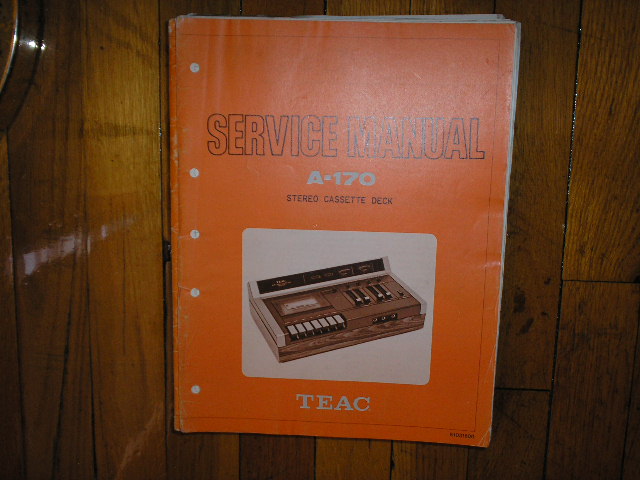 SERVICE MANUAL
A-170
STEREO CASSETTE DECK
TEAC